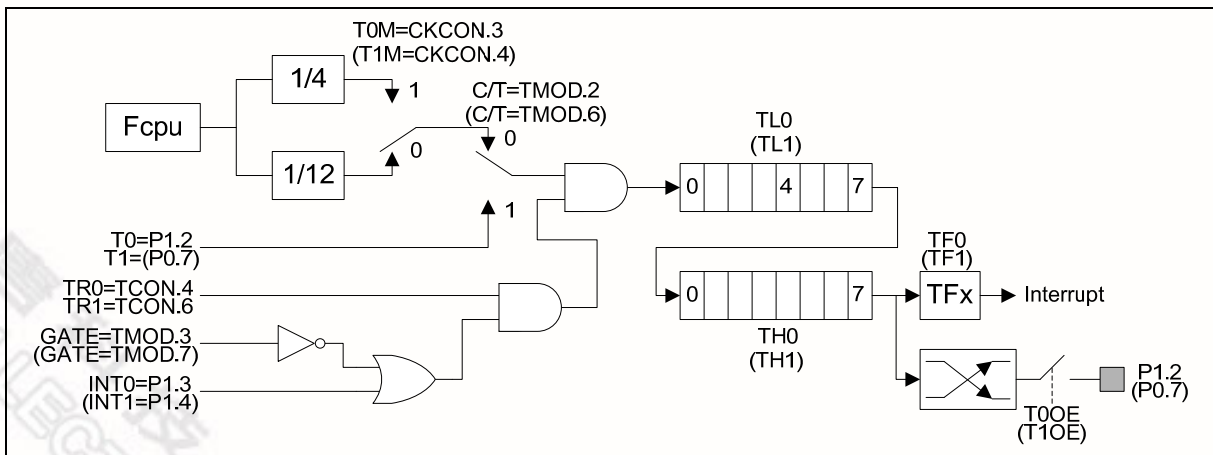 T0M=CKCON.3
(T1M=CKCON.4)
1/4
1
C/T=TMOD.2
(C/T=TMOD.6)
Fcpu
0
0
1/12
TL0
(TL1)
0 4 7
1
T0=P1.2
T1=(P0.7)
TF0
(TF1)
TR0=TCON.4
TR1=TCON.6
0 7
TFx
Interrupt
TH0
(TH1)
GATE=TMOD.3
(GATE=TMOD.7)
INT0=P1.3
(INT1=P1.4)
P1.2
(P0.7)
T0OE
(T1OE)